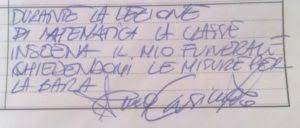 DURANTE LA LEZIONE
DI MATEMATICA LA CLASSE
INSCENA IL MIO FUNERALE
CHIEDENDOMI LE MISURE PER
LA BARA